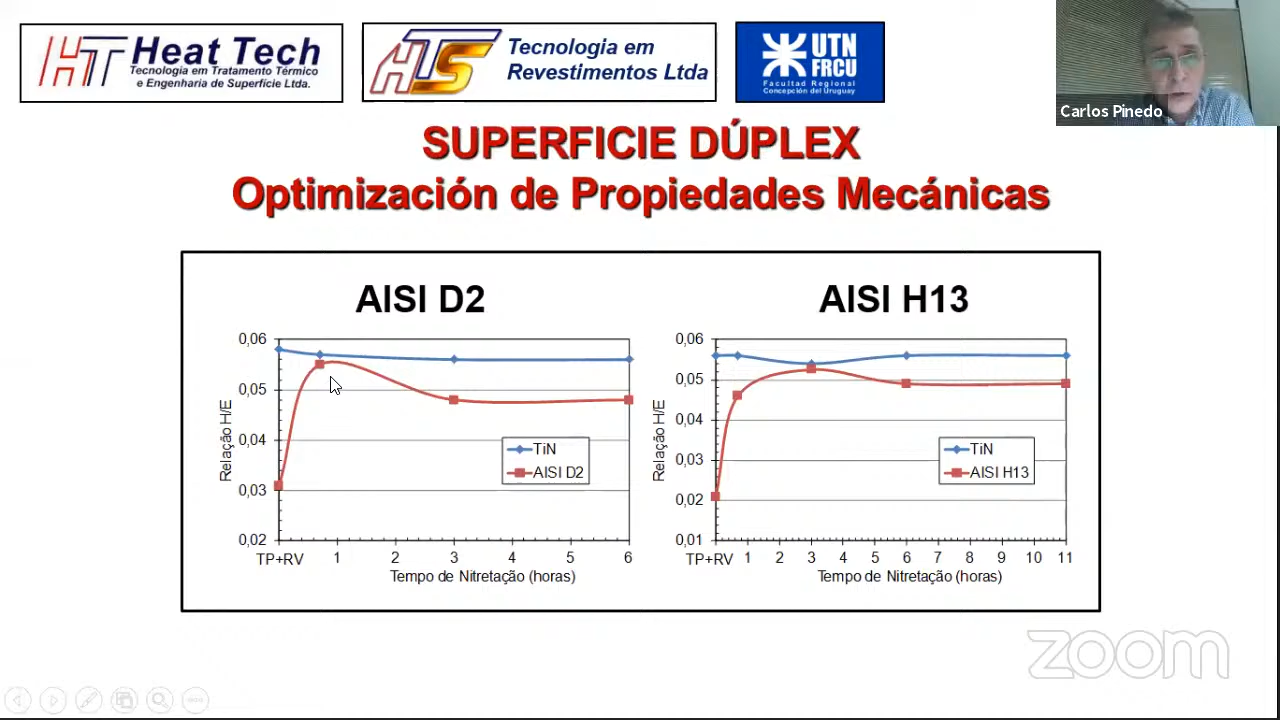 Heat Tech
Tecnologia em Tratamento Térmico
e Engenharia de Superfície Ltda.
HTS
Tecnologia em
Revestimentos Ltda
UTN
FRCU
Facultad Regional
Concepción del Uruguay
Carlos Pinedo
SUPERFICIE DÚPLEX
Optimización de Propiedades Mecánicas
AISI D2
0,06
0,05
0,04
0,03
0,02
Relação H/E
TiN
AISI D2
TP+RV 1 2 3 4 5 6
Tempo de Nitretação (horas)
AISI H13
0,06
0,05
0,04
0,03
0,02
0,01
Relação H/E
TiN
AISI H13
TP+RV 1 2 3 4 5 6 7 8 9 10 11
Tempo de Nitretação (horas)
zoom